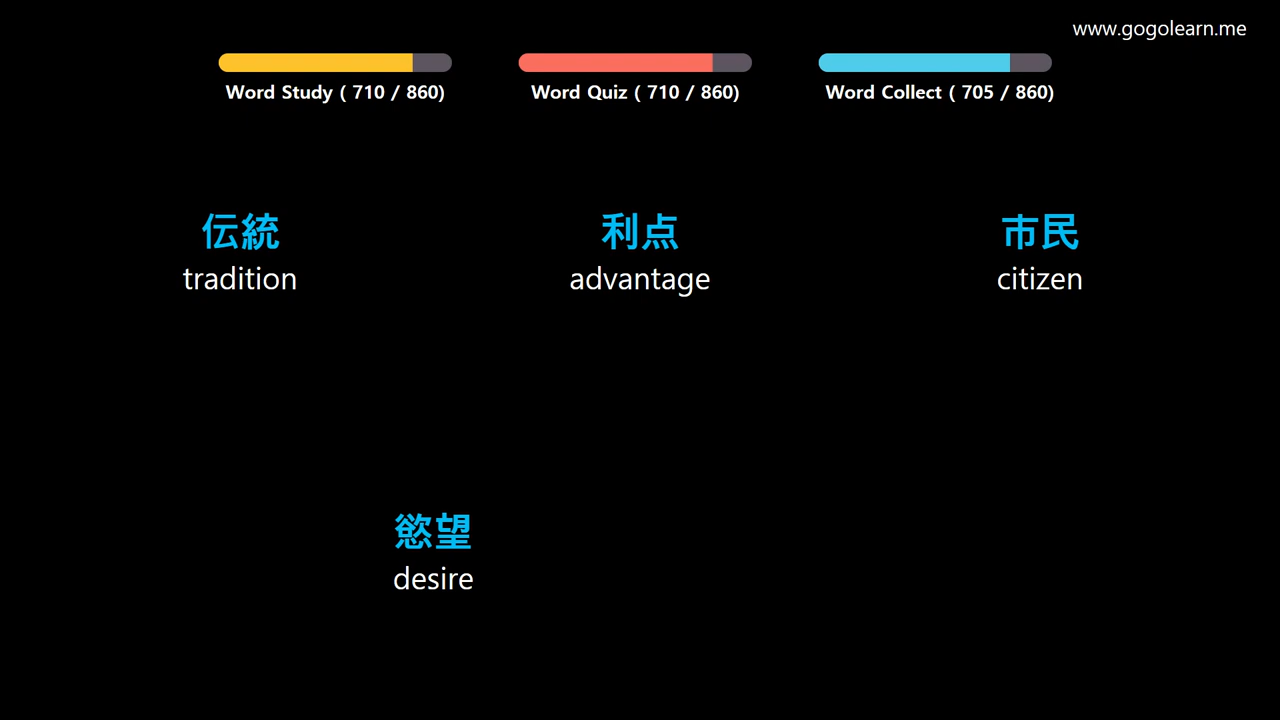 www.gogolearn.me
Word Study ( 710 / 860)
Word Quiz ( 710 / 860)
Word Collect ( 705 / 860)
伝統
tradition
利点
advantage
市民
citizen
慾望
desire